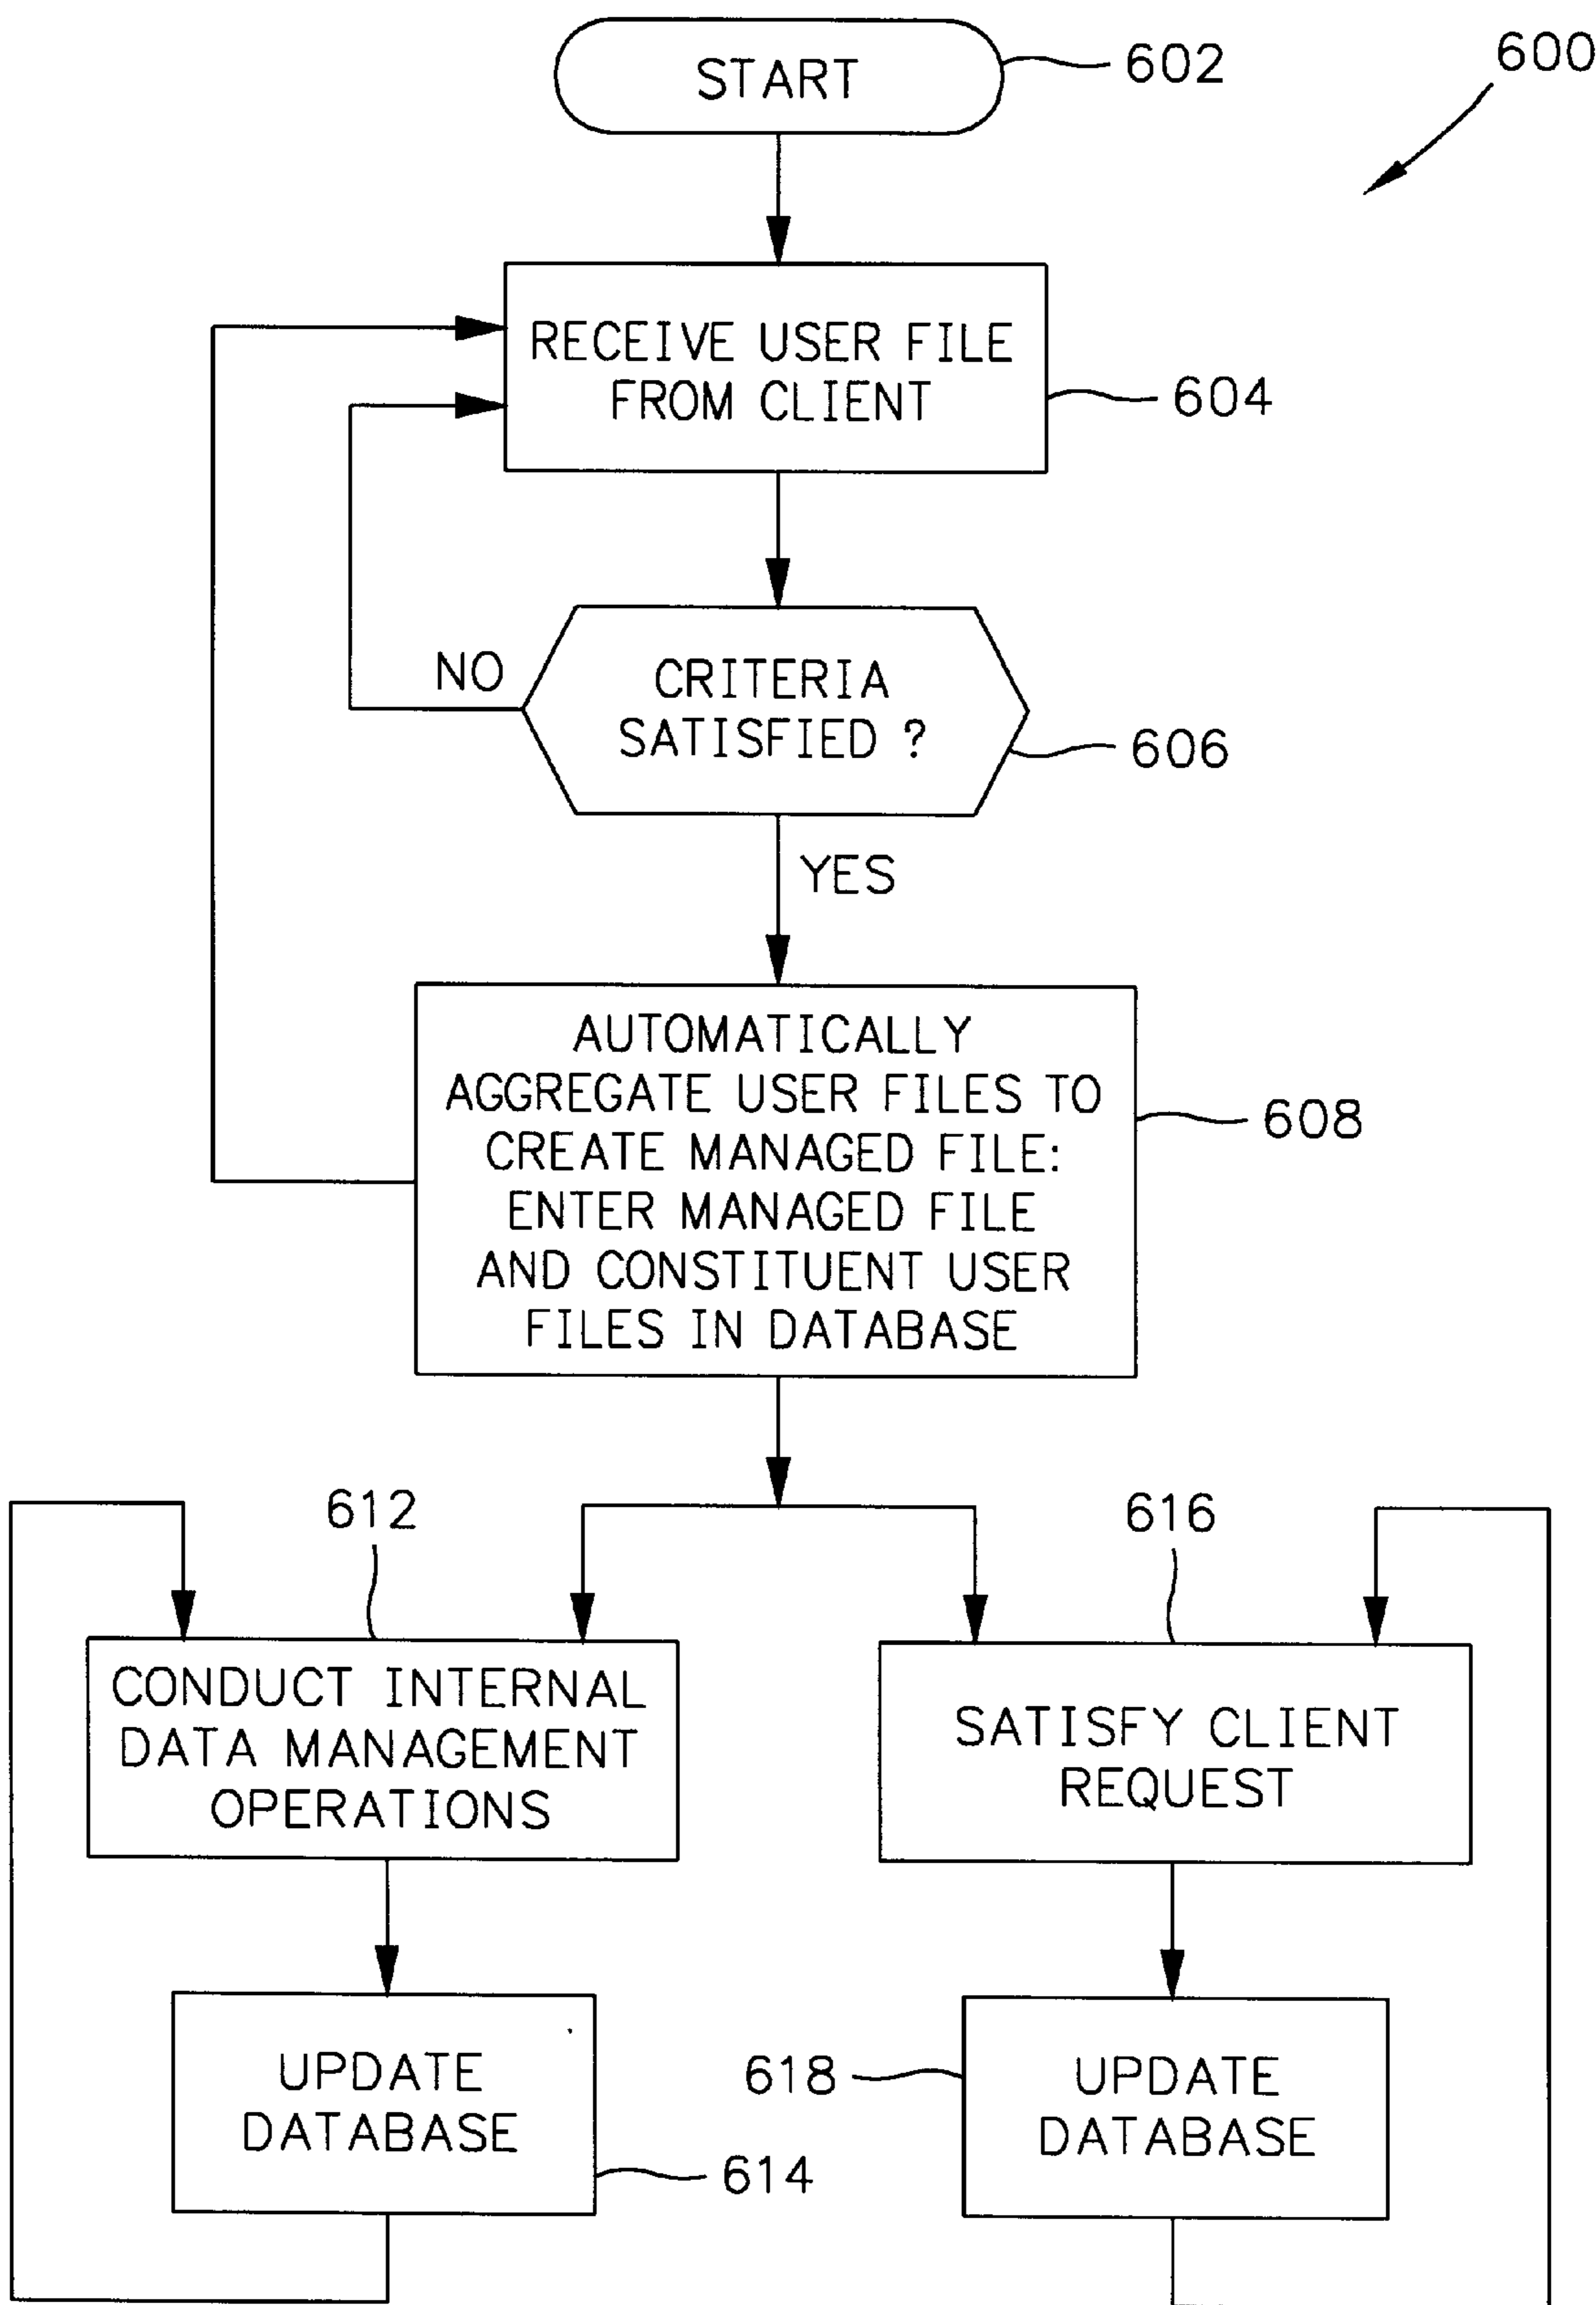 START
602
600
RECEIVE USER FILE
FROM CLIENT
604
NO
CRITERIA
SATISFIED ?
606
YES
AUTOMATICALLY
AGGREGATE USER FILES TO
CREATE MANAGED FILE:
ENTER MANAGED FILE
AND CONSTITUENT USER
FILES IN DATABASE
608
612
616
CONDUCT INTERNAL
DATA MANAGEMENT
OPERATIONS
SATISFY CLIENT
REQUEST
UPDATE
DATABASE
614
618
UPDATE
DATABASE